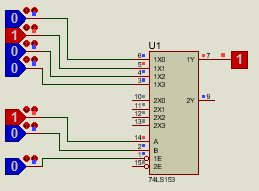 U1
0
1
0
0
6 1X0 1Y 7 1
5 1X1
4 1X2
3 1X3
10 2X0 2Y 9
11 2X1
12 2X2
13 2X3
1
0
14 A
2 B
0
1 1E
15 2E
74LS153